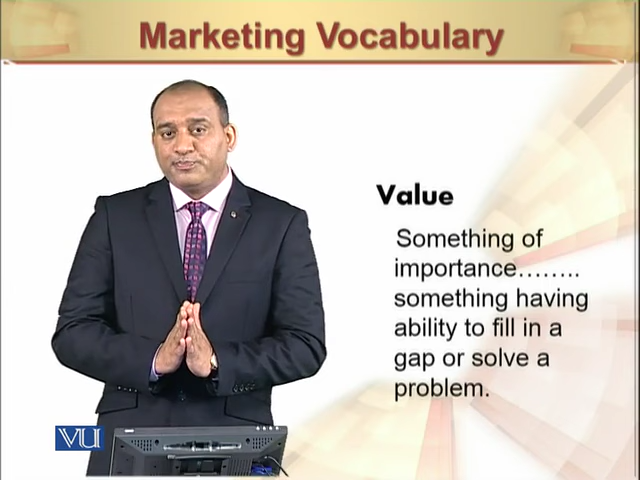 Marketing Vocabulary
Value
Something of
importance........
something having
ability to fill in a
gap or solve a
problem.
VU